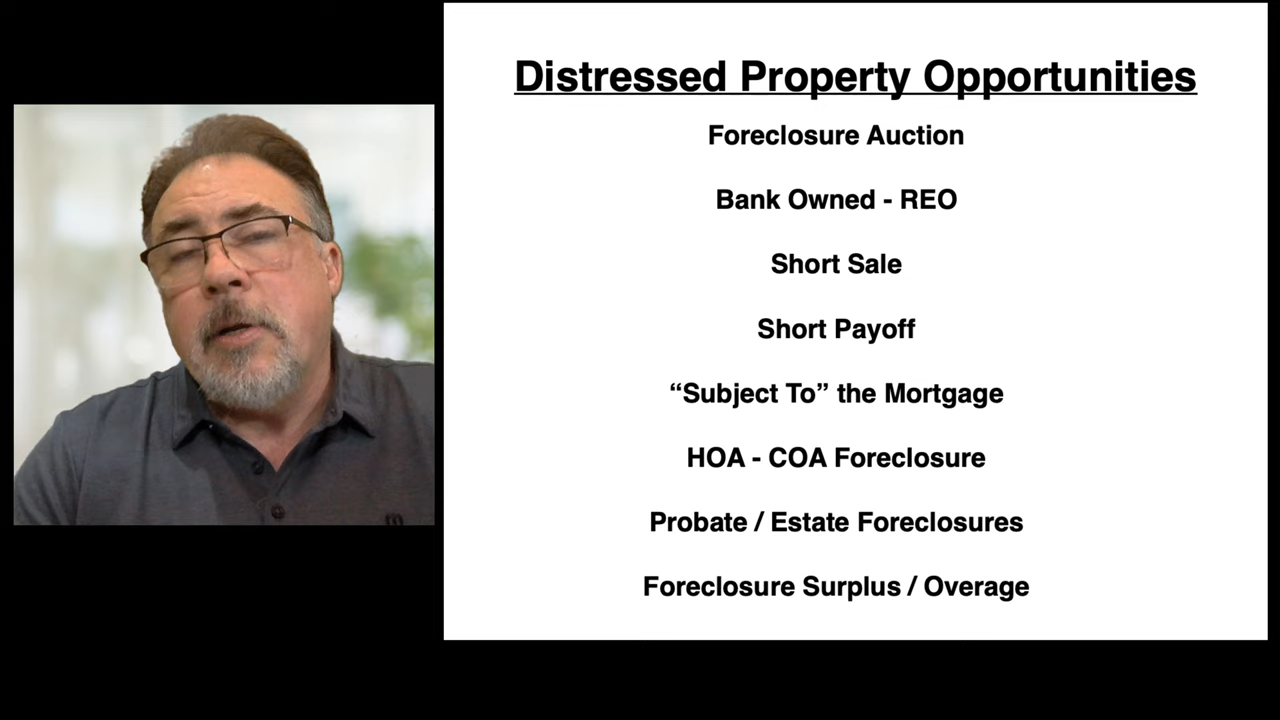 Distressed Property Opportunities
Foreclosure Auction
Bank Owned - REO
Short Sale
Short Payoff
“Subject To” the Mortgage
HOA - COA Foreclosure
Probate / Estate Foreclosures
Foreclosure Surplus / Overage